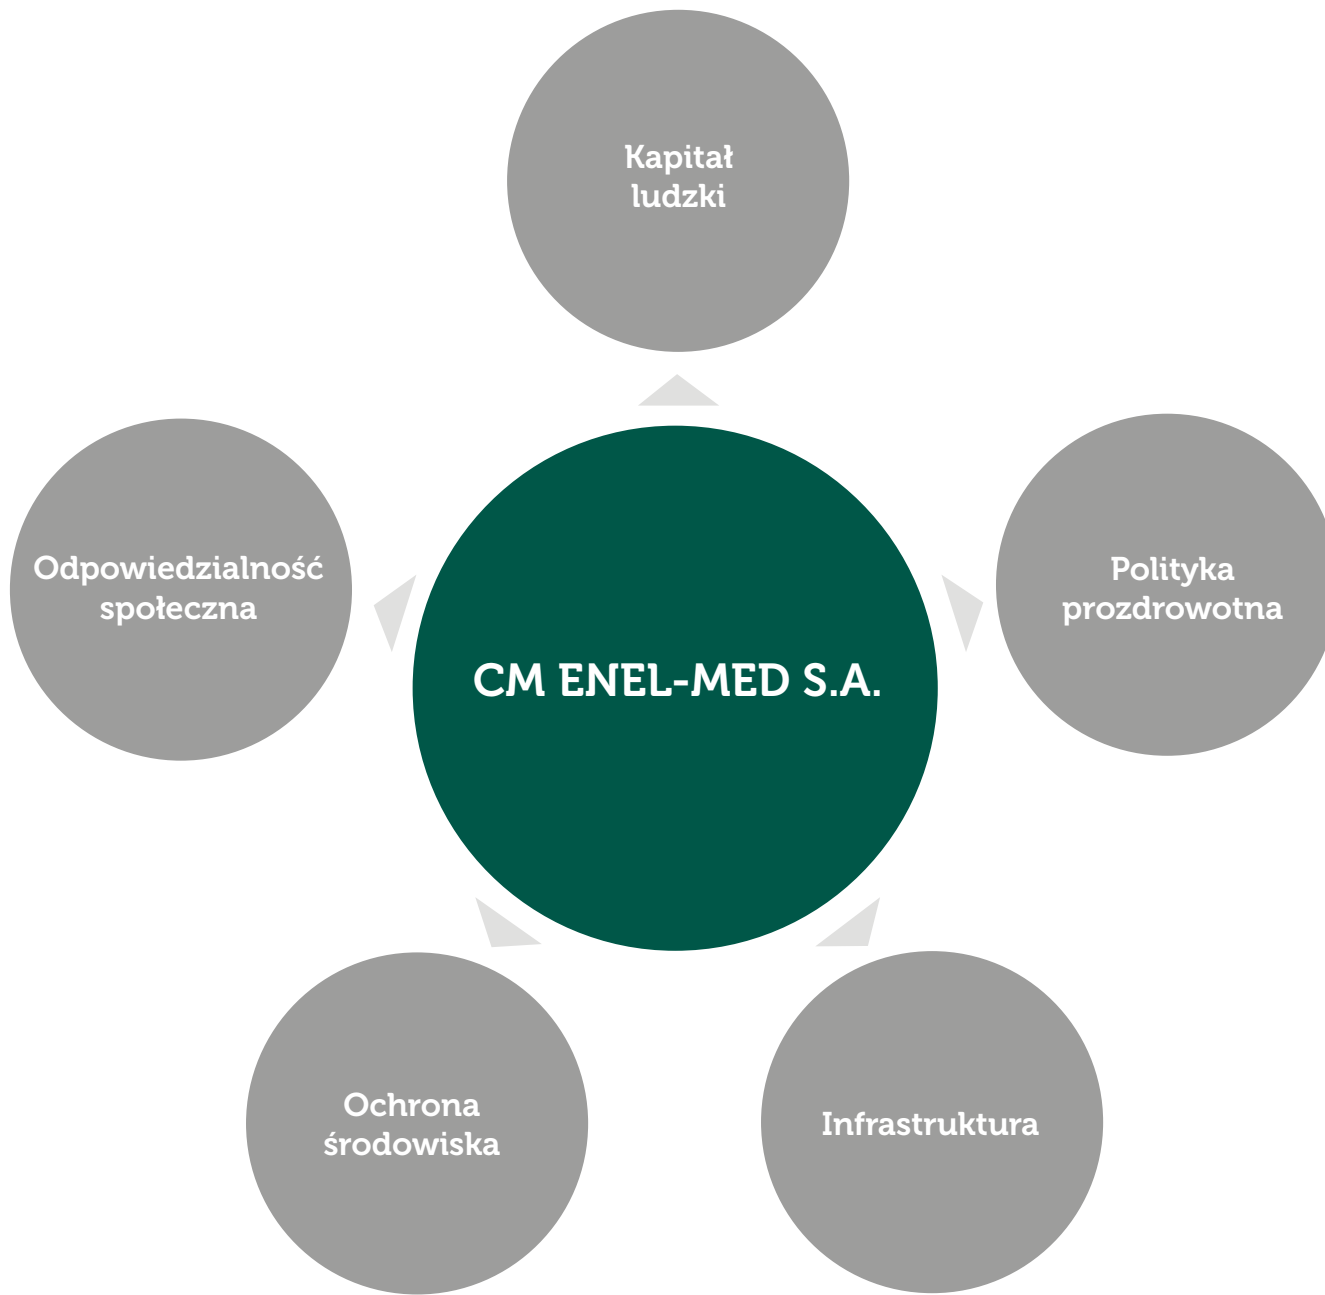 Kapitał
ludzki
Odpowiedzialność
społeczna
Polityka
prozdrowotna
CM ENEL-MED S.A.
Ochrona
środowiska
Infrastruktura